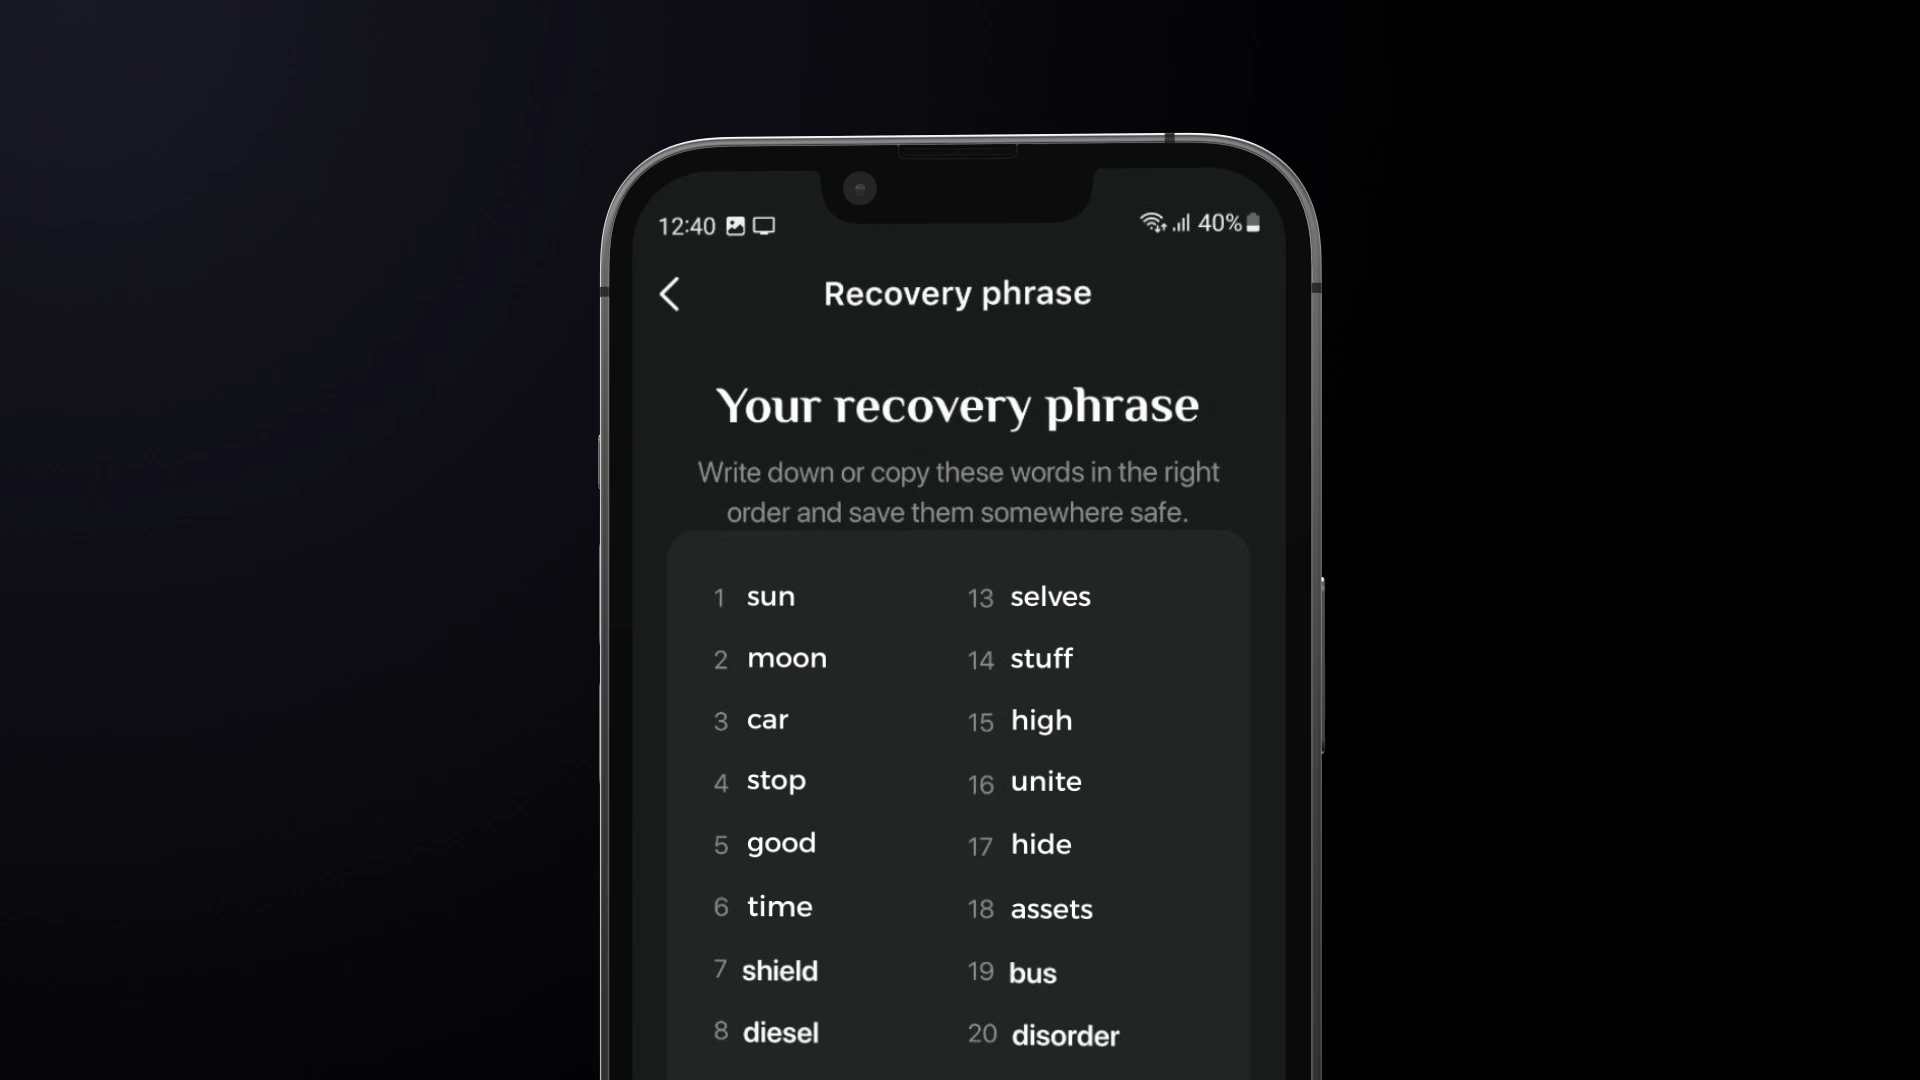 12:40
40%
Recovery phrase
Your recovery phrase
Write down or copy these words in the right
order and save them somewhere safe.
1 sun
2 moon
3 car
4 stop
5 good
6 time
7 shield
8 diesel
13 selves
14 stuff
15 high
16 unite
17 hide
18 assets
19 bus
20 disorder